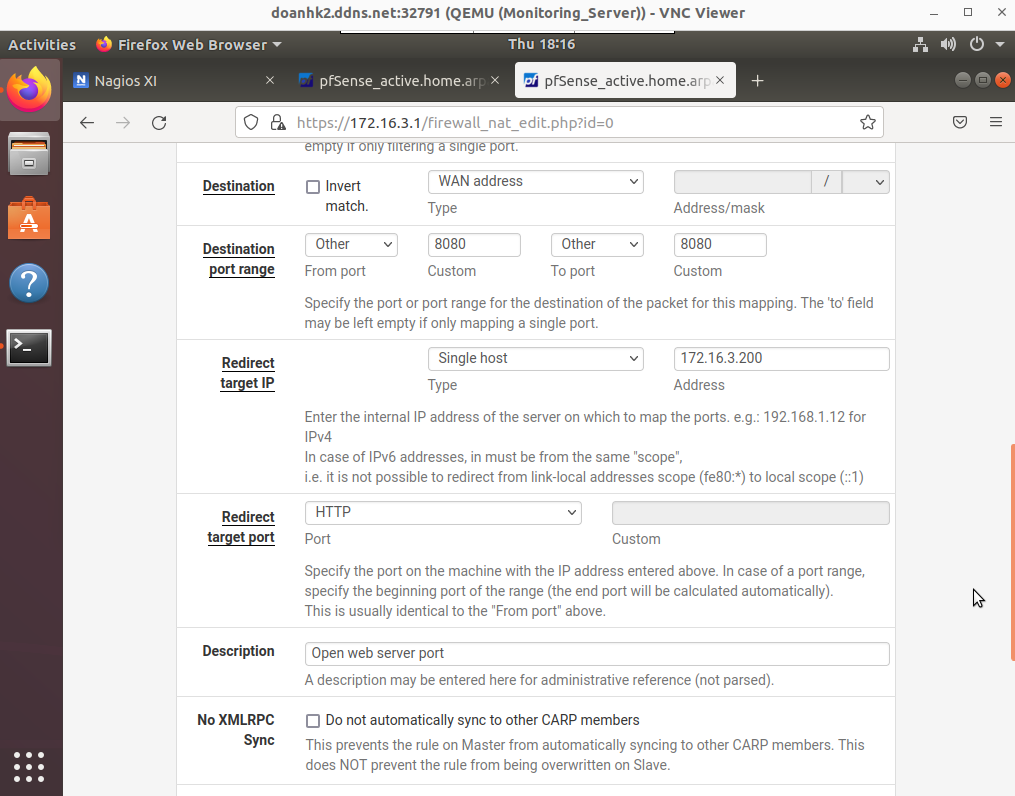 doanhk2.ddns.net:32791 (QEMU (Monitoring_Server)) - VNC Viewer
Activities Firefox Web Browser Thu 18:16
Nagios XI pfSense_active.home.arp pfSense_active.home.arp
https://172.16.3.1/firewall_nat_edit.php?id=0
empty if only filtering a single port.
Destination Invert match. WAN address /
Type Address/mask
Destination port range Other 8080 Other 8080
From port Custom To port Custom
Specify the port or port range for the destination of the packet for this mapping. The 'to' field
may be left empty if only mapping a single port.
Redirect target IP Single host 172.16.3.200
Type Address
Enter the internal IP address of the server on which to map the ports. e.g.: 192.168.1.12 for
IPv4
In case of IPv6 addresses, in must be from the same "scope",
i.e. it is not possible to redirect from link-local addresses scope (fe80:*) to local scope (::1)
Redirect target port HTTP
Port Custom
Specify the port on the machine with the IP address entered above. In case of a port range,
specify the beginning port of the range (the end port will be calculated automatically).
This is usually identical to the "From port" above.
Description Open web server port
A description may be entered here for administrative reference (not parsed).
No XMLRPC Sync Do not automatically sync to other CARP members
This prevents the rule on Master from automatically syncing to other CARP members. This
does NOT prevent the rule from being overwritten on Slave.